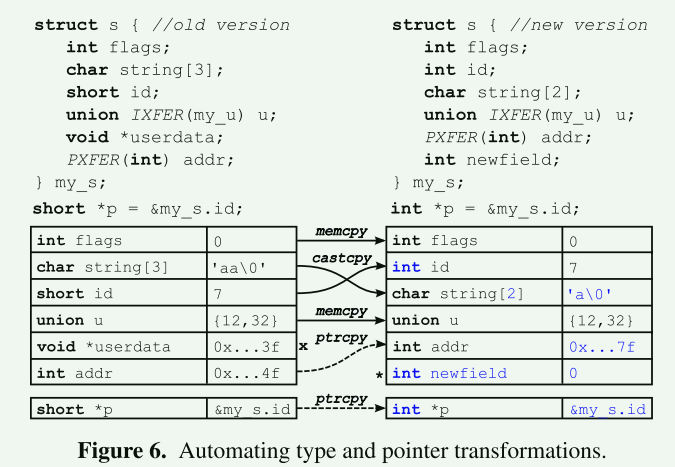 struct s { //old version
int flags;
char string[3];
short id;
union IXFER(my_u) u;
void *userdata;
PXFER(int) addr;
} my_s;
short *p = &my_s.id;
struct s { //new version
int flags;
int id;
char string[2];
union IXFER(my_u) u;
PXFER(int) addr;
int newfield;
} my_s;
int *p = &my_s.id;
int flags 0 memcpy int flags 0
char string[3] 'aa\0' castcpy int id 7
short id 7 char string[2] 'a\0'
union u {12,32} memcpy union u {12,32}
void *userdata 0x...3f x ptrcpy int addr 0x...7f
int addr 0x...4f * int newfield 0
short *p &my_s.id ptrcpy int *p &my_s.id
Figure 6. Automating type and pointer transformations.